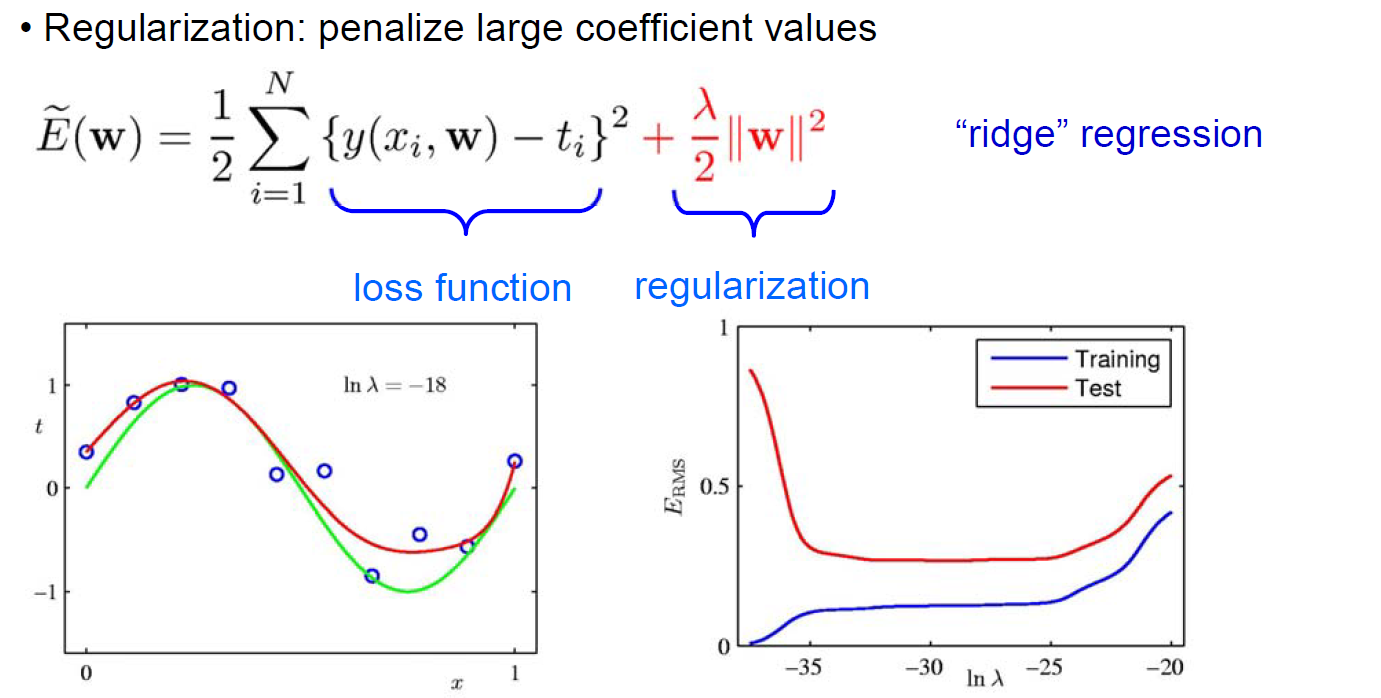 • Regularization: penalize large coefficient values
Ẽ(w) = 1/2 ∑_{i=1}^{N} {y(x_i, w) − t_i}² + λ/2 ‖w‖²
“ridge” regression
loss function
regularization
ln λ = −18
t
1
0
−1
0
x
1
Training
Test
E_RMS
1
0.5
0
−35
−30
ln λ
−25
−20